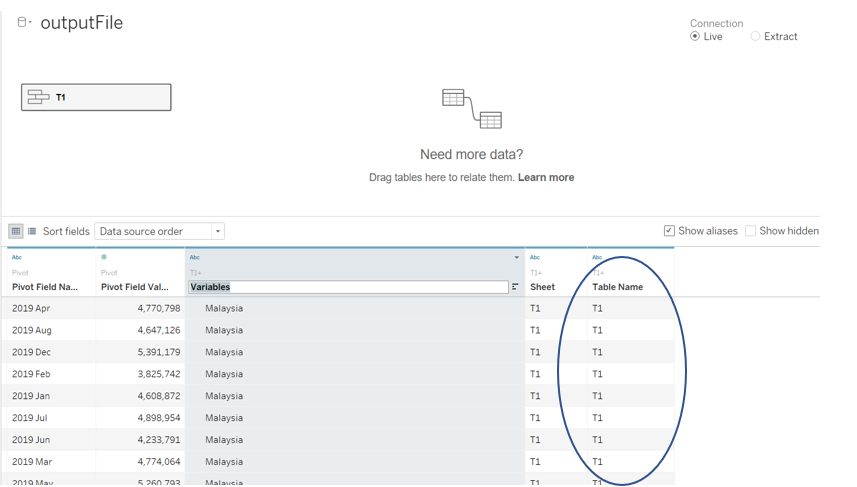 outputFile
Connection
Live Extract
T1
Need more data?
Drag tables here to relate them. Learn more
Sort fields Data source order Show aliases Show hidden
Abc Abc Abc Abc
Pivot Pivot T1+ T1+ T1+
Pivot Field Na... Pivot Field Val... Variables Sheet Table Name
2019 Apr 4,770,798 Malaysia T1 T1
2019 Aug 4,647,126 Malaysia T1 T1
2019 Dec 5,391,179 Malaysia T1 T1
2019 Feb 3,825,742 Malaysia T1 T1
2019 Jan 4,608,872 Malaysia T1 T1
2019 Jul 4,898,954 Malaysia T1 T1
2019 Jun 4,233,791 Malaysia T1 T1
2019 Mar 4,774,064 Malaysia T1 T1
2019 May 5,260,793 Malaysia T1 T1